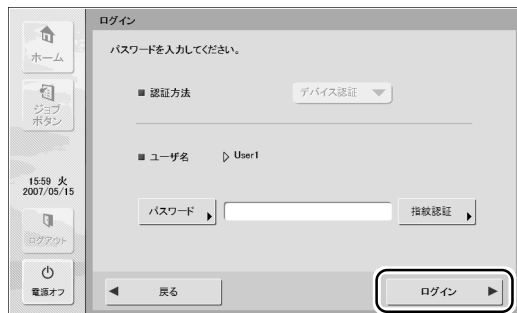 ログイン
ホーム
パスワードを入力してください。
ジョブ
ボタン
■ 認証方法
デバイス認証
■ ユーザ名
User1
15:59 火
2007/05/15
パスワード
指紋認証
ログアウト
電源オフ
戻る
ログイン